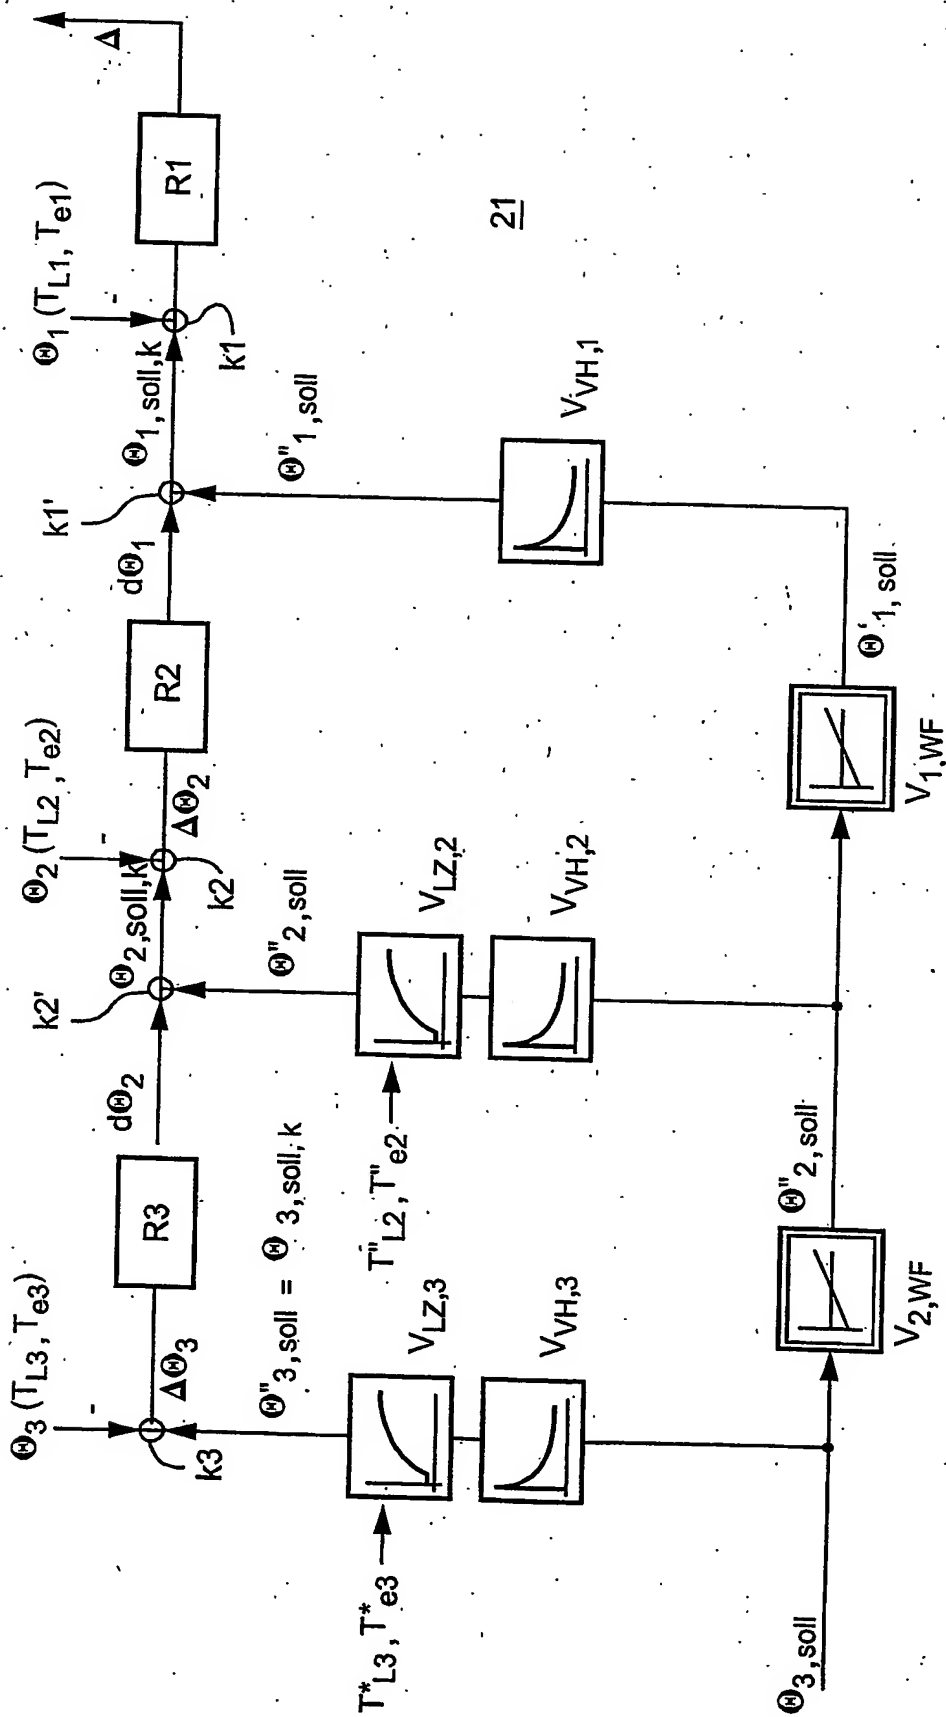 Θ3 (TL3, Te3)
Θ2 (TL2, Te2)
Θ1 (TL1, Te1)
Δ
-
-
-
k3
ΔΘ3
R3
dΘ2
k2'
Θ2,soll,k
k2
ΔΘ2
R2
dΘ1
k1'
Θ1,soll,k
k1
R1
Θ"3,soll = Θ3,soll,k
Θ"2,soll
Θ"1,soll
T*L3, T*e3
VLZ,3
T"L2, T"e2
VLZ,2
21
VVH,3
VVH,2
VVH,1
Θ3,soll
V2,WF
Θ"2,soll
V1,WF
Θ'1,soll